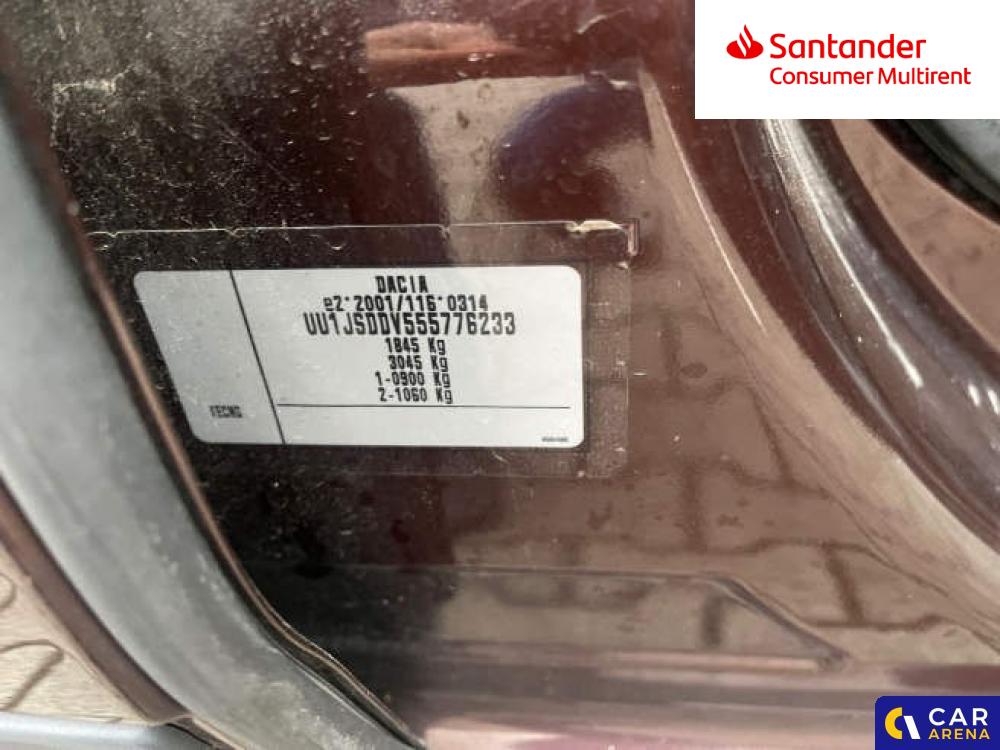 Santander
Consumer Multirent
DACIA
e2*2001/116*0314
UU1JSDDV555776233
1845 Kg
3045 Kg
1-0900 Kg
2-1060 Kg
CAR
ARENA